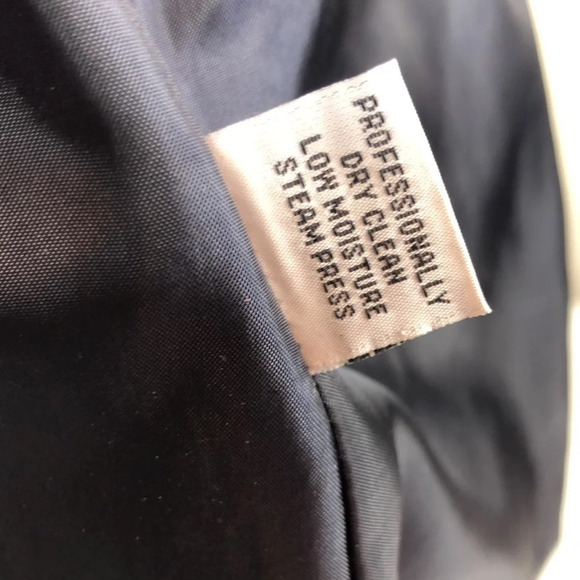 PROFESSIONALLY
DRY CLEAN
LOW MOISTURE
STEAM PRESS